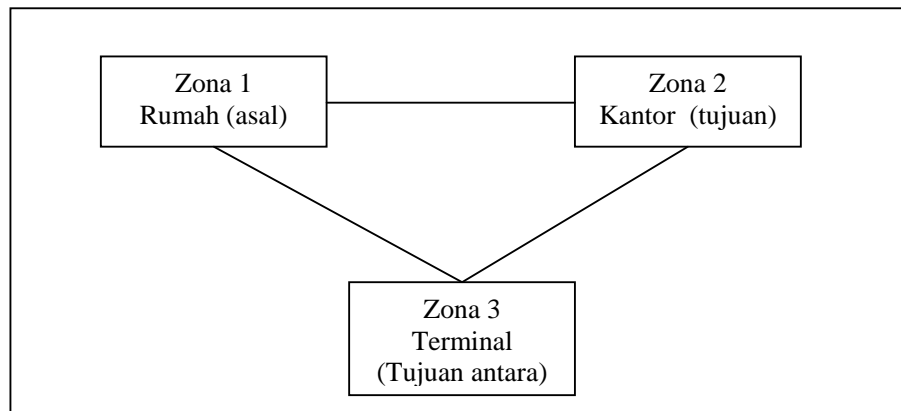 Zona 1
Rumah (asal)
Zona 2
Kantor (tujuan)
Zona 3
Terminal
(Tujuan antara)